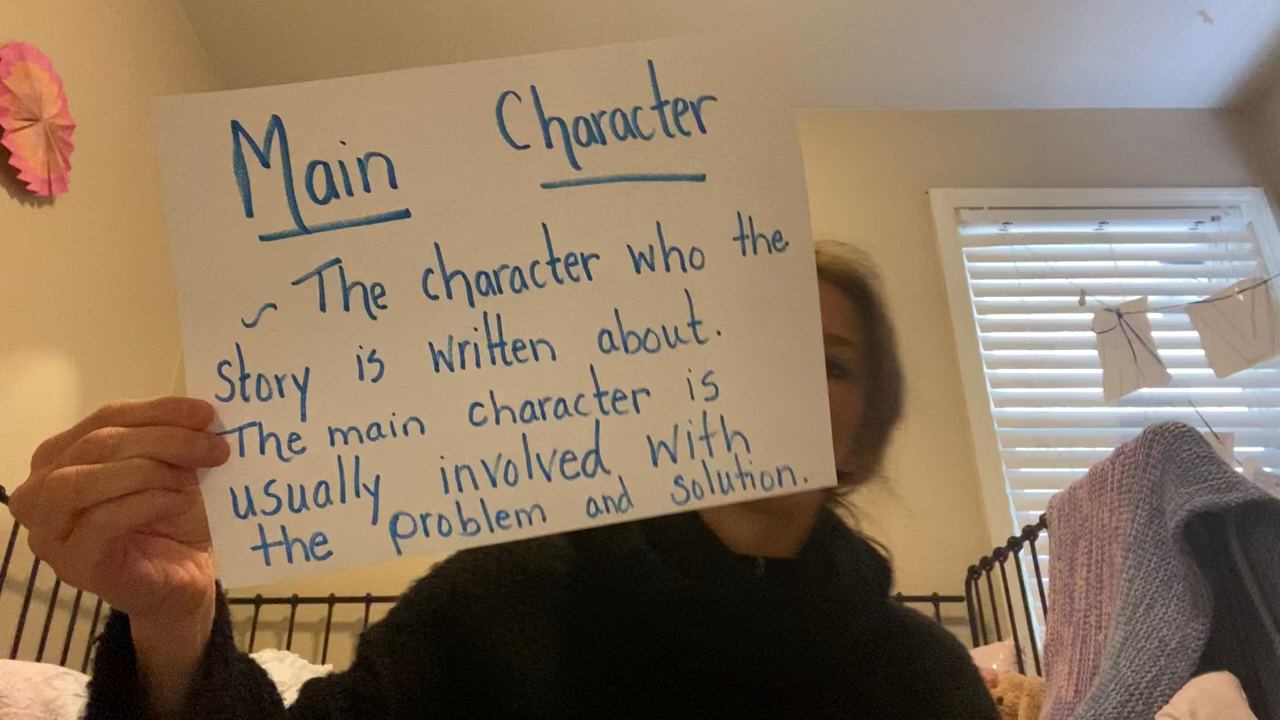 Main Character
~ The character who the
story is written about.
The main character is
usually involved with
the problem and solution.